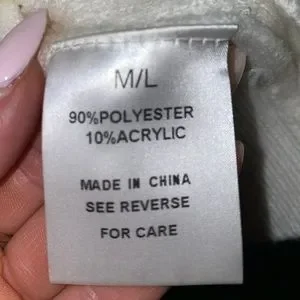 M/L
90%POLYESTER
10%ACRYLIC
MADE IN CHINA
SEE REVERSE
FOR CARE